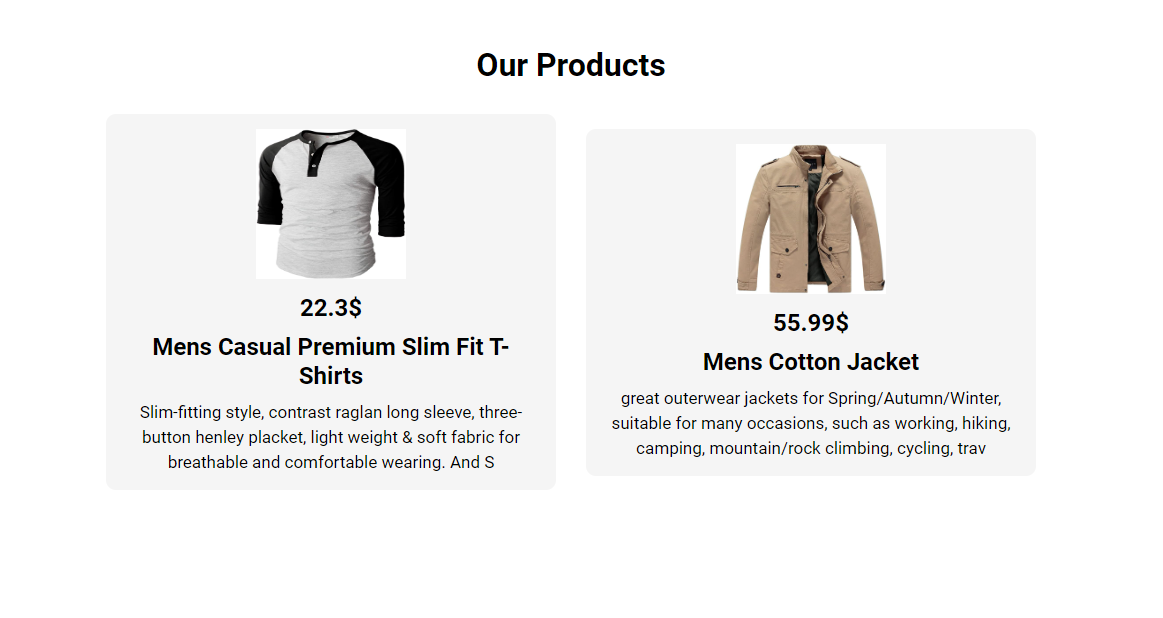 Our Products
22.3$
Mens Casual Premium Slim Fit T-
Shirts
Slim-fitting style, contrast raglan long sleeve, three-
button henley placket, light weight & soft fabric for
breathable and comfortable wearing. And S
55.99$
Mens Cotton Jacket
great outerwear jackets for Spring/Autumn/Winter,
suitable for many occasions, such as working, hiking,
camping, mountain/rock climbing, cycling, trav